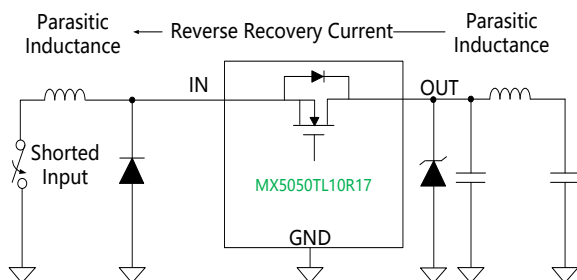 Parasitic
Inductance
Reverse Recovery Current
Parasitic
Inductance
IN
OUT
Shorted
Input
MX5050TL10R17
GND